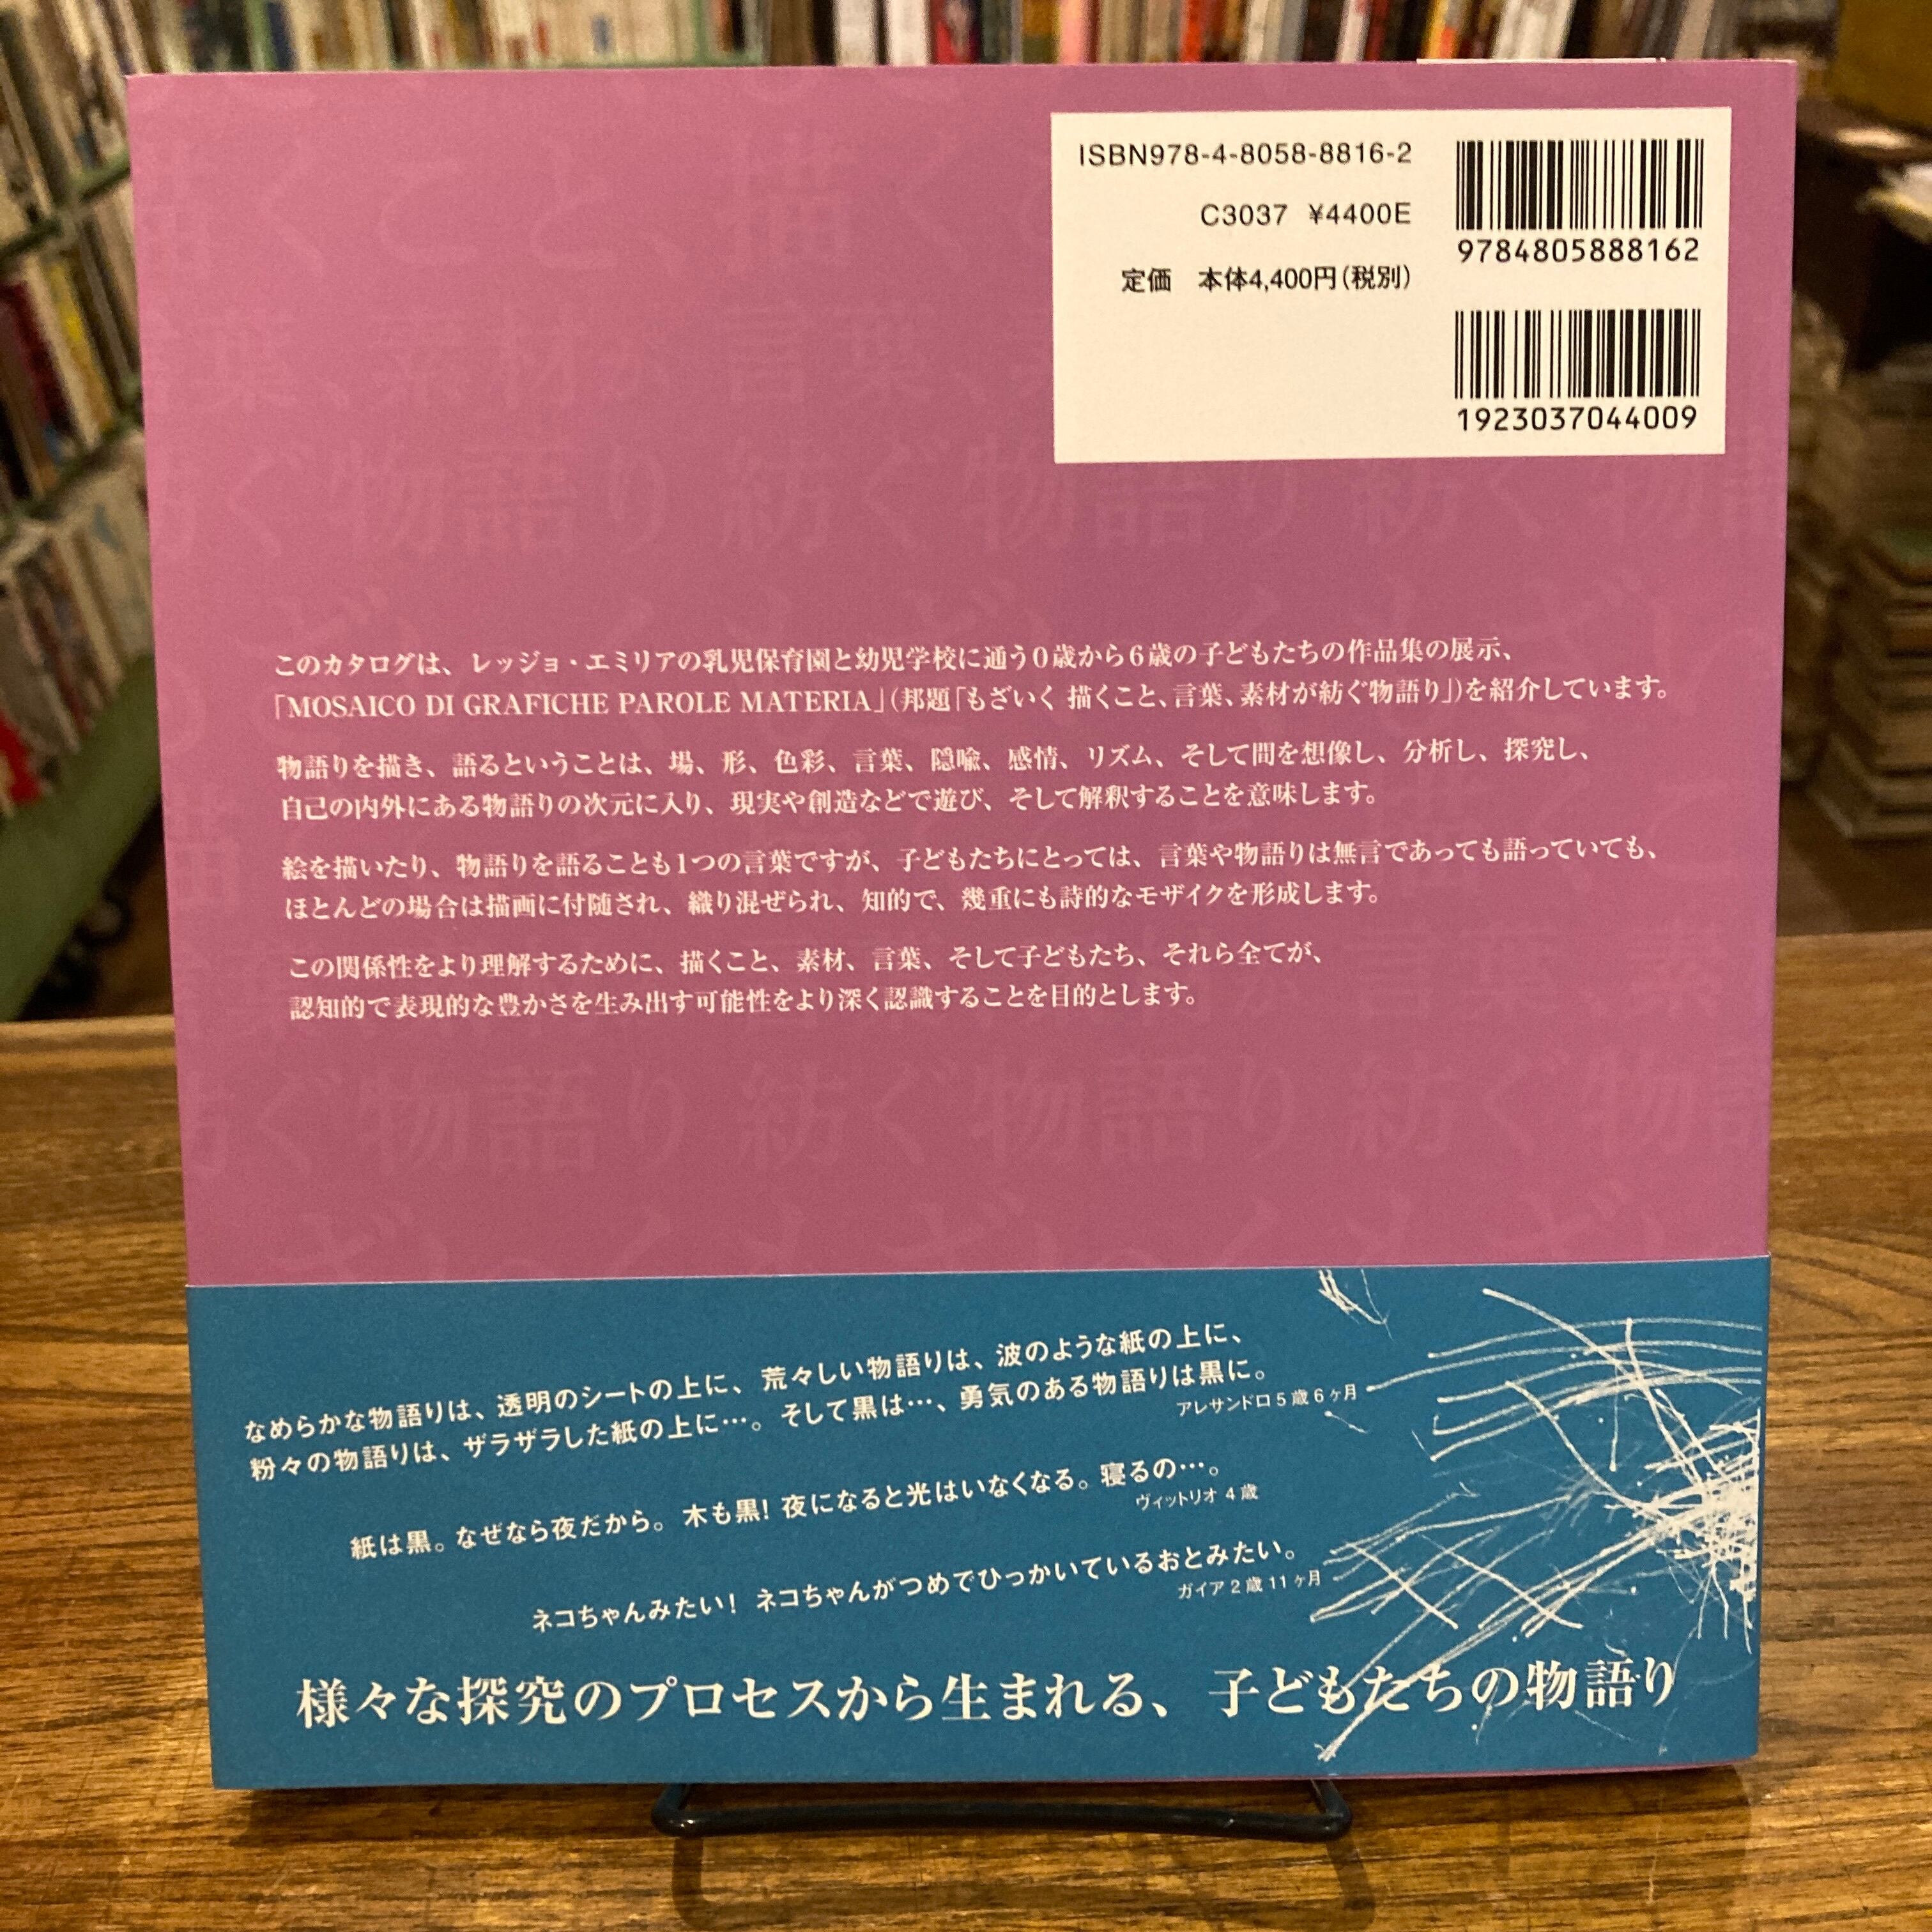 ISBN978-4-8058-8816-2
C3037 ¥4400E
定価 本体4,400円(税別)
9784805888162
1923037044009
このカタログは、レッジョ・エミリアの乳児保育園と幼児学校に通う0歳から6歳の子どもたちの作品集の展示、
「MOSAICO DI GRAFICHE PAROLE MATERIA」(邦題「もざいく 描くこと、言葉、素材が紡ぐ物語り」)を紹介しています。
物語りを描き、語るということは、場、形、色彩、言葉、隠喩、感情、リズム、そして間を想像し、分析し、探究し、
自己の内外にある物語りの次元に入り、現実や創造などで遊び、そして解釈することを意味します。
絵を描いたり、物語りを語ることも1つの言葉ですが、子どもたちにとっては、言葉や物語りは無言であっても語っていても、
ほとんどの場合は描画に付随され、織り混ぜられ、知的で、幾重にも詩的なモザイクを形成します。
この関係性をより理解するために、描くこと、素材、言葉、そして子どもたち、それら全てが、
認知的で表現的な豊かさを生み出す可能性をより深く認識することを目的とします。
なめらかな物語りは、透明のシートの上に、荒々しい物語りは、波のような紙の上に、
粉々の物語りは、ザラザラした紙の上に…。そして黒は…、勇気のある物語りは黒に。
アレサンドロ5歳6ヶ月
紙は黒。なぜなら夜だから。木も黒!夜になると光はいなくなる。寝るの…。
ヴィットリオ 4歳
ネコちゃんみたい!ネコちゃんがつめでひっかいているおとみたい。
ガイア2歳11ヶ月
様々な探究のプロセスから生まれる、子どもたちの物語り